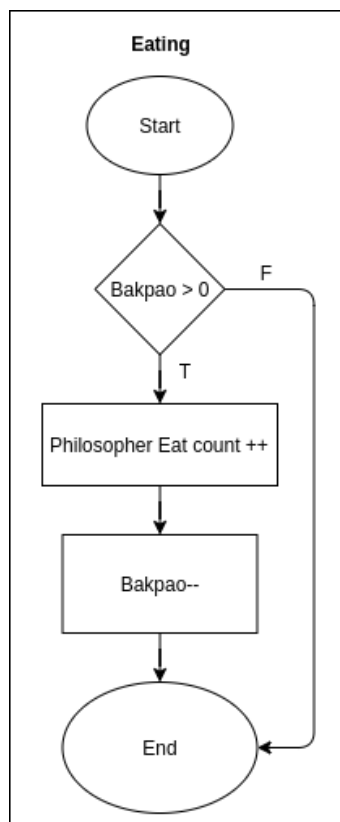 Eating
Start
Bakpao > 0
F
T
Philosopher Eat count ++
Bakpao--
End